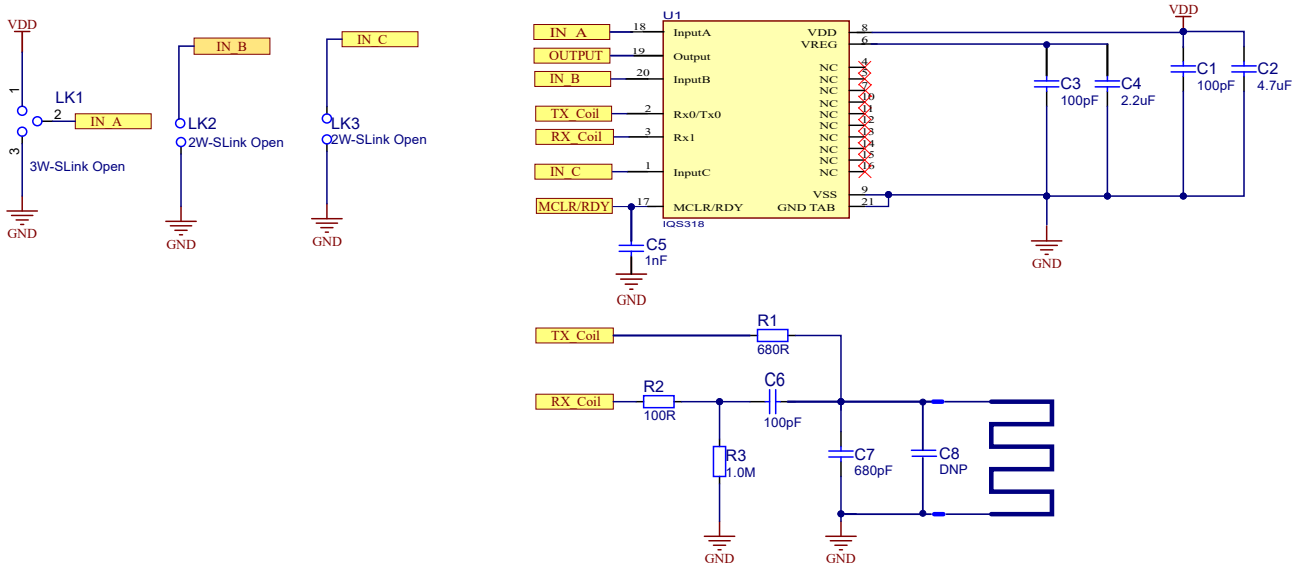 VDD
1
LK1
2
IN_A
3
3W-SLink Open
GND
IN_B
LK2
2W-SLink Open
GND
IN_C
LK3
2W-SLink Open
GND
U1
IN_A 18 InputA
OUTPUT 19 Output
IN_B 20 InputB
TX_Coil 2 Rx0/Tx0
RX_Coil 3 Rx1
IN_C 1 InputC
MCLR/RDY 17 MCLR/RDY
IQS318
VDD 8
VREG 6
NC 4
NC 5
NC 7
NC 10
NC 11
NC 12
NC 13
NC 14
NC 15
NC 16
VSS 9
GND TAB 21
C5
1nF
GND
VDD
C3
100pF
C4
2.2uF
C1
100pF
C2
4.7uF
GND
TX_Coil
R1
680R
RX_Coil
R2
100R
C6
100pF
R3
1.0M
C7
680pF
C8
DNP
GND
GND